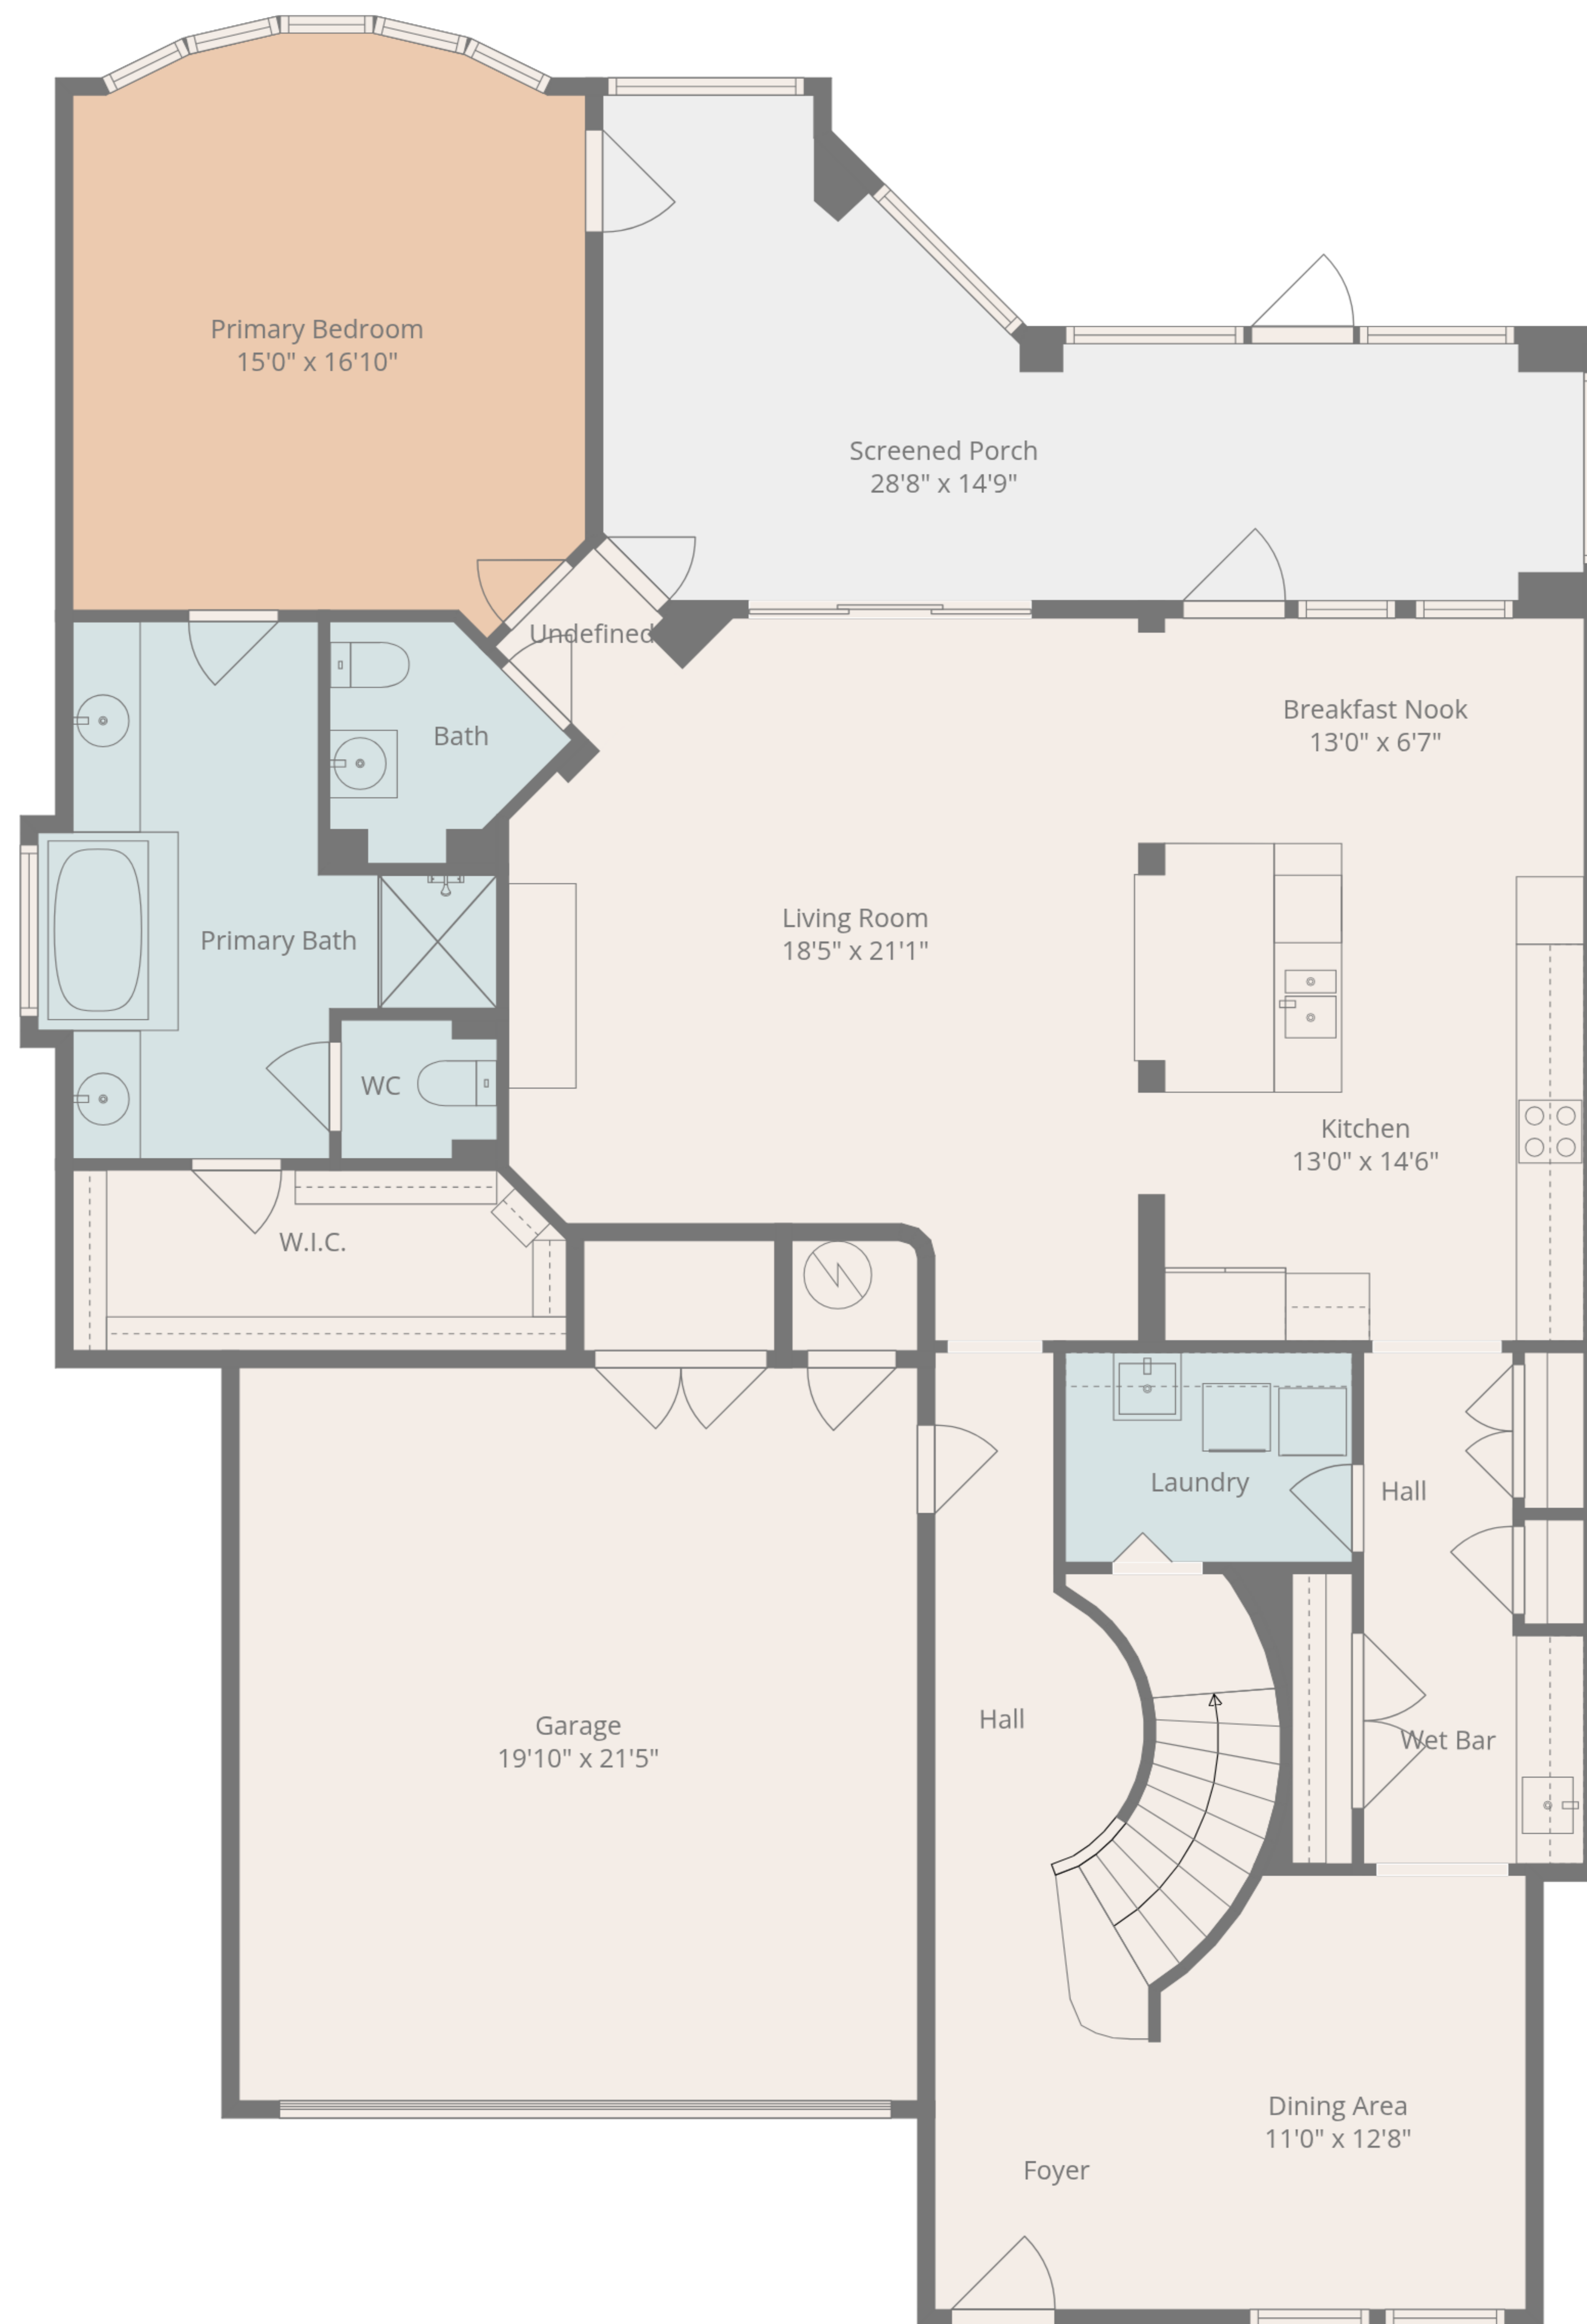 Primary Bedroom
15'0" x 16'10"
Screened Porch
28'8" x 14'9"
Undefined
Bath
Breakfast Nook
13'0" x 6'7"
Living Room
18'5" x 21'1"
Primary Bath
WC
Kitchen
13'0" x 14'6"
W.I.C.
Laundry
Hall
Hall
Garage
19'10" x 21'5"
Wet Bar
Dining Area
11'0" x 12'8"
Foyer